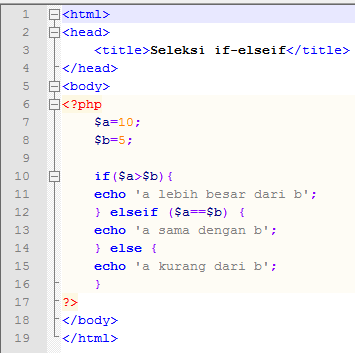 1 <html>
2 <head>
3 <title>Seleksi if-elseif</title>
4 </head>
5 <body>
6 <?php
7 $a=10;
8 $b=5;
9
10 if($a>$b){
11 echo 'a lebih besar dari b';
12 } elseif ($a==$b) {
13 echo 'a sama dengan b';
14 } else {
15 echo 'a kurang dari b';
16 }
17 ?>
18 </body>
19 </html>